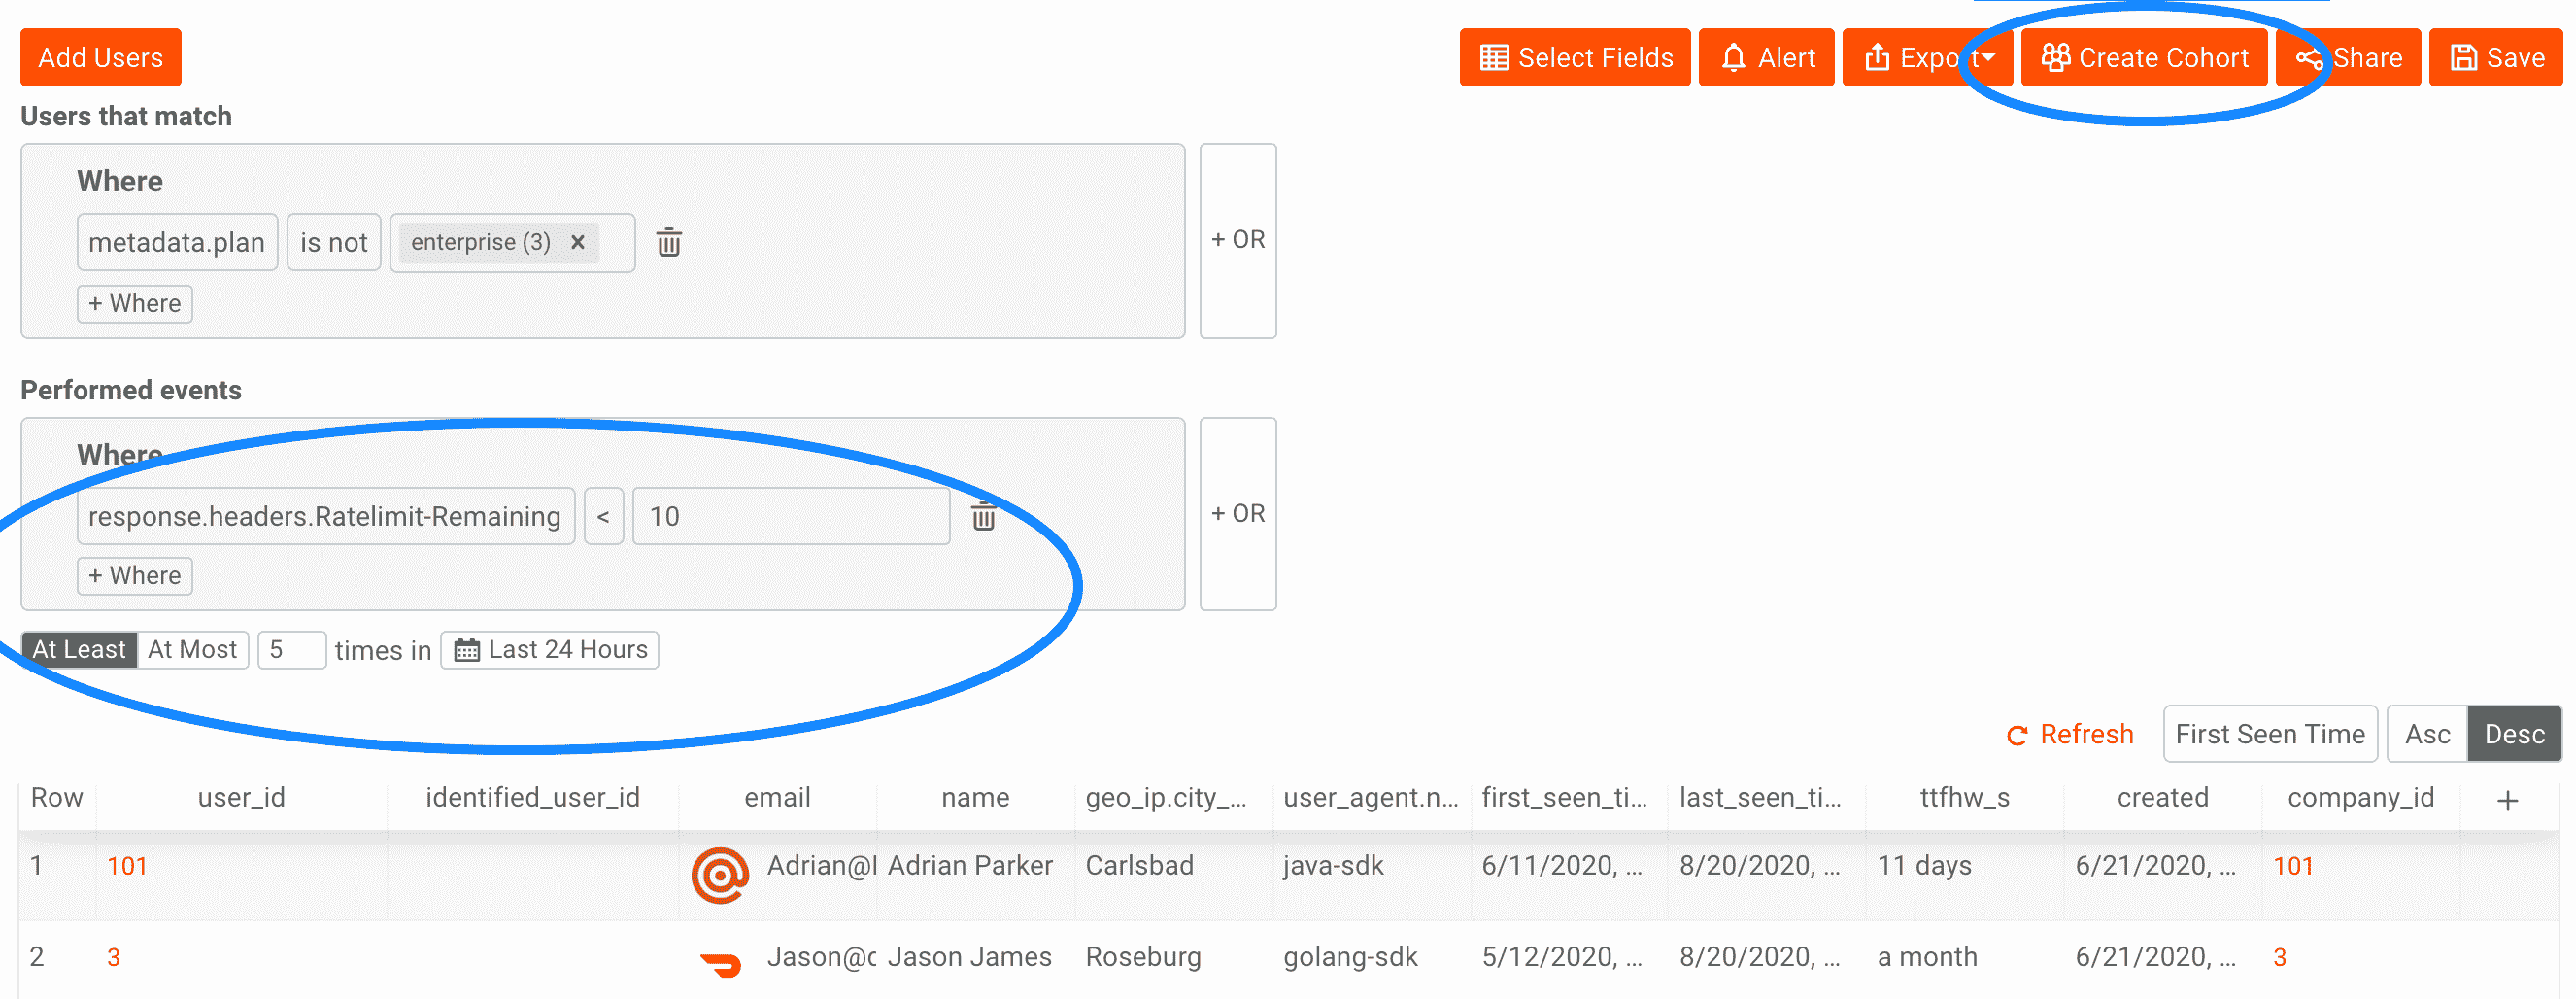 Add Users Select Fields Alert Export Create Cohort Share Save
Users that match
Where
metadata.plan is not enterprise (3) × + OR
+ Where
Performed events
Where
response.headers.Ratelimit-Remaining < 10 + OR
+ Where
At Least At Most 5 times in Last 24 Hours
Refresh First Seen Time Asc Desc
Row user_id identified_user_id email name geo_ip.city_... user_agent.n... first_seen_ti... last_seen_ti... ttfhw_s created company_id +
1 101 Adrian@ Adrian Parker Carlsbad java-sdk 6/11/2020, ... 8/20/2020, ... 11 days 6/21/2020, ... 101
2 3 Jason@ Jason James Roseburg golang-sdk 5/12/2020, ... 8/20/2020, ... a month 6/21/2020, ... 3